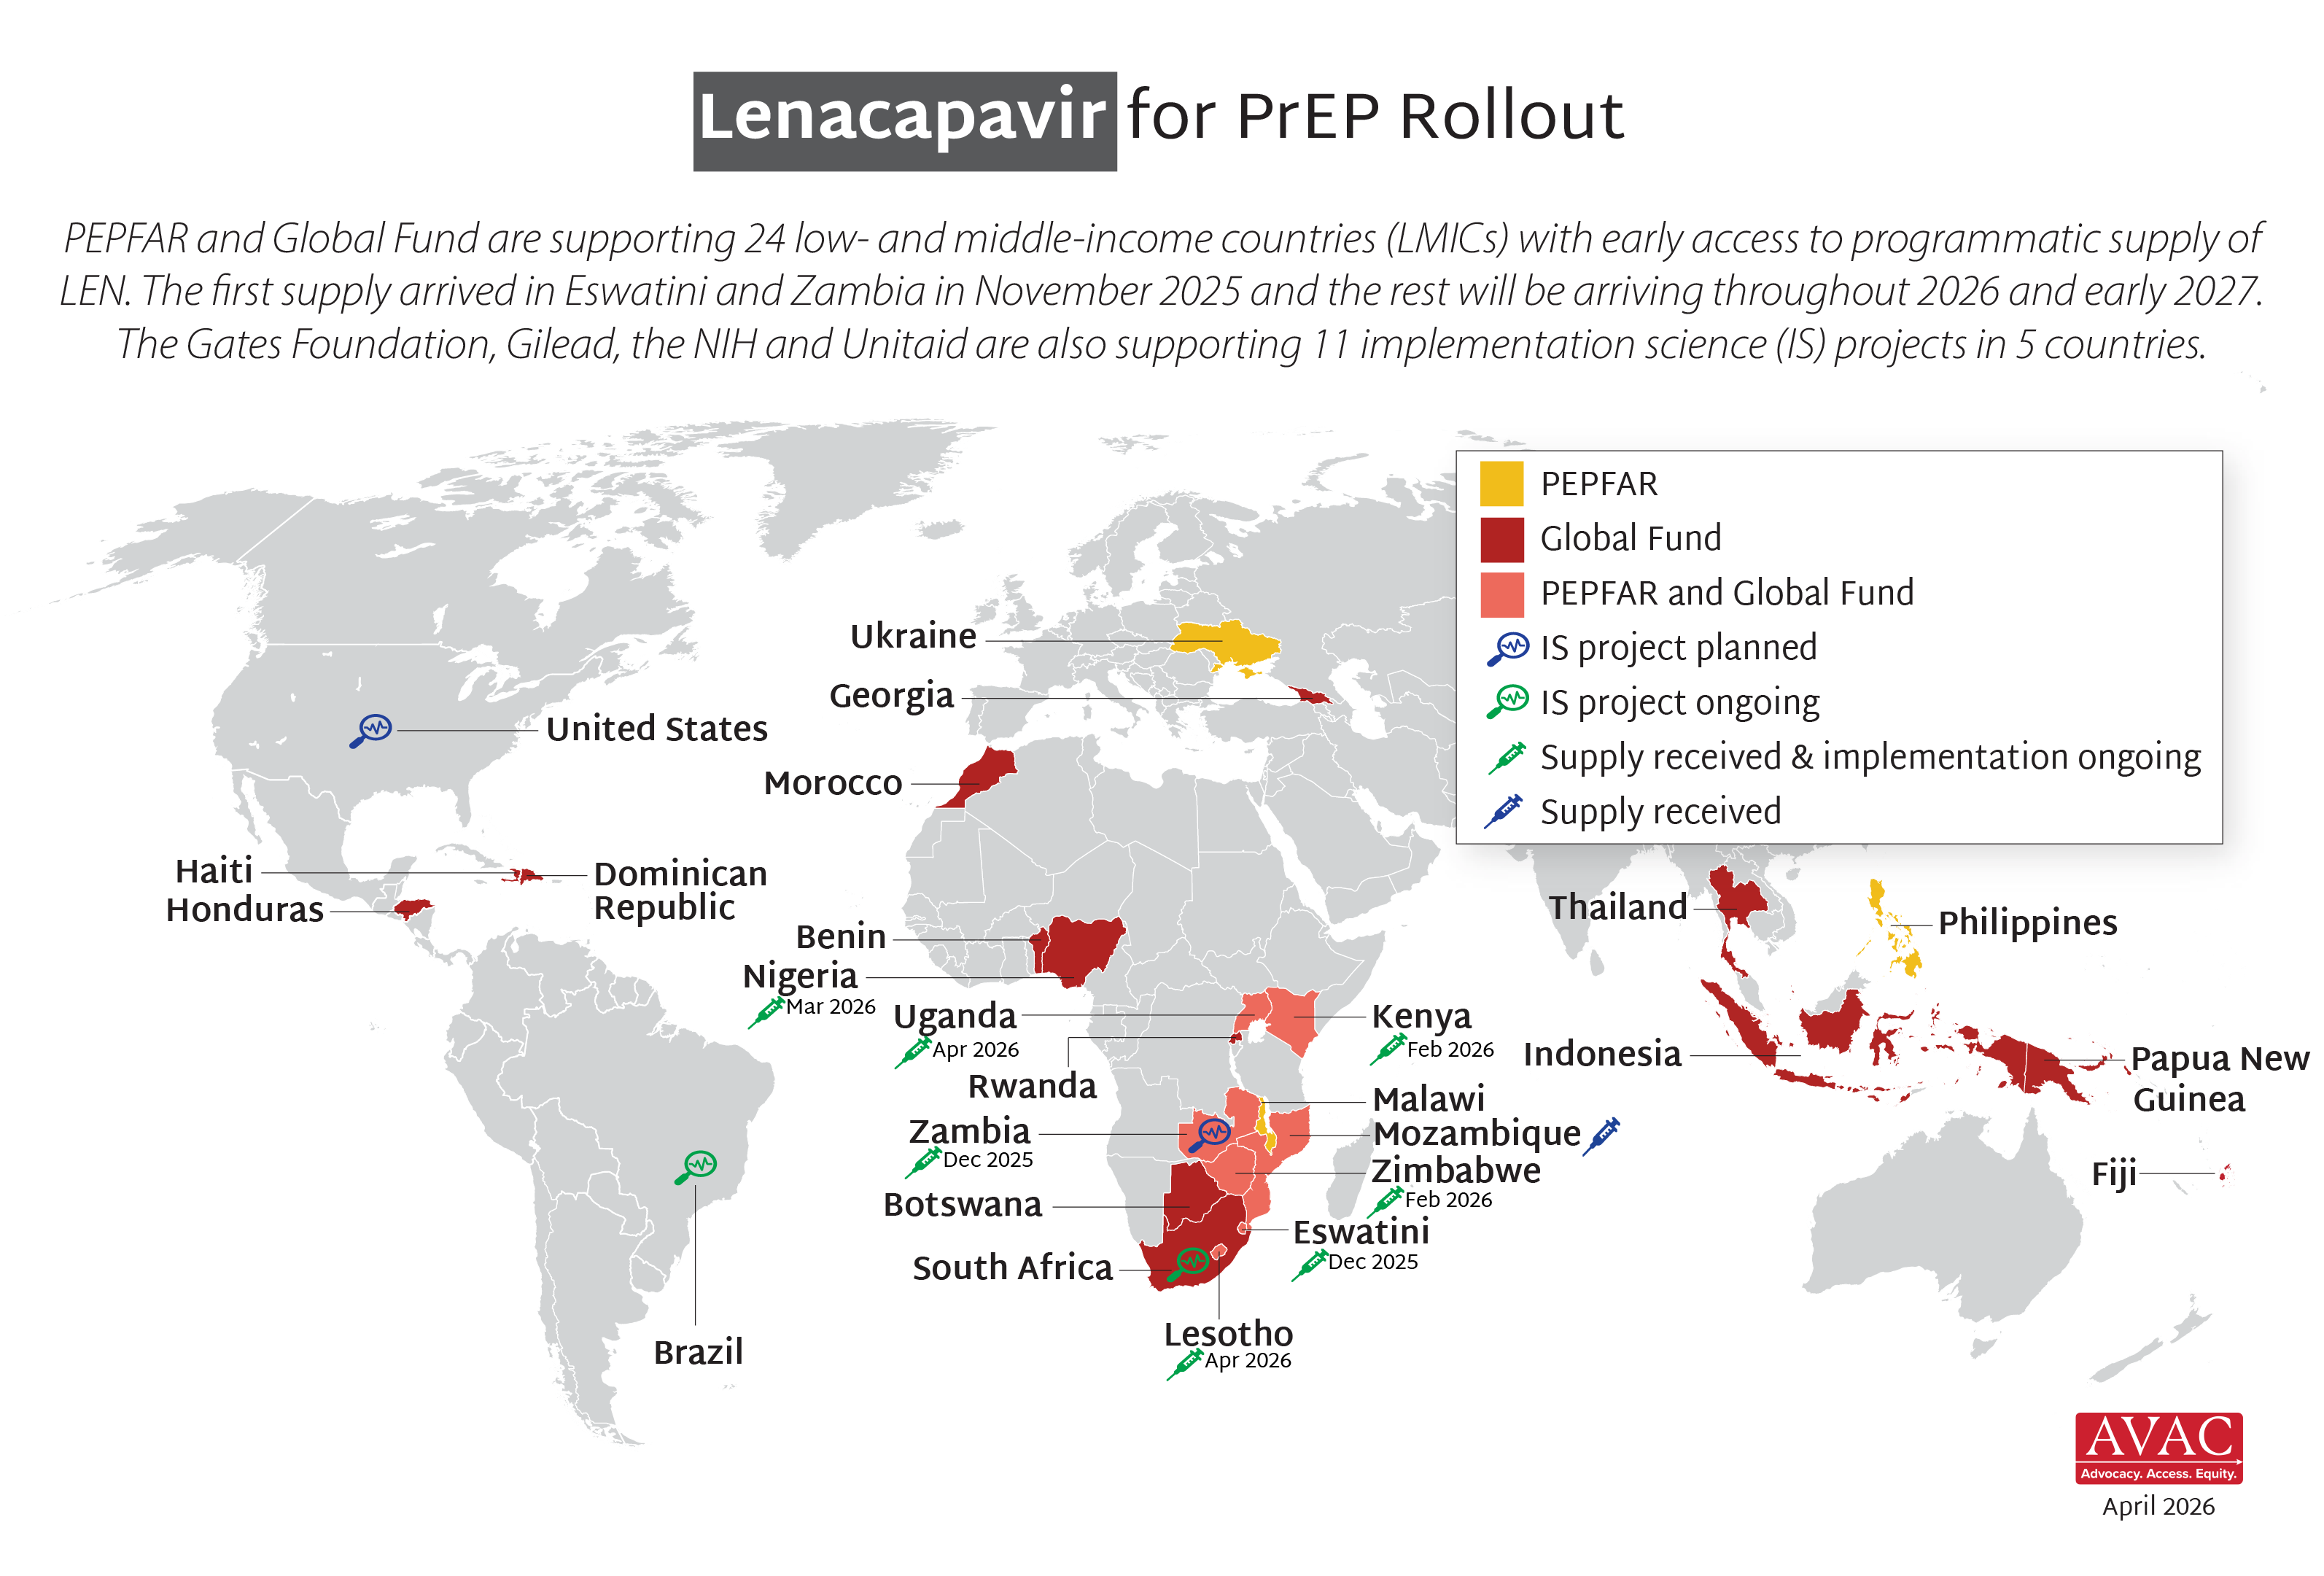 Lenacapavir for PrEP Rollout
PEPFAR and Global Fund are supporting 24 low- and middle-income countries (LMICs) with early access to programmatic supply of
LEN. The first supply arrived in Eswatini and Zambia in November 2025 and the rest will be arriving throughout 2026 and early 2027.
The Gates Foundation, Gilead, the NIH and Unitaid are also supporting 11 implementation science (IS) projects in 5 countries.
PEPFAR
Global Fund
PEPFAR and Global Fund
IS project planned
IS project ongoing
Supply received & implementation ongoing
Supply received
Ukraine
Georgia
United States
Morocco
Haiti
Dominican
Republic
Honduras
Thailand
Philippines
Benin
Nigeria
Mar 2026
Uganda
Apr 2026
Kenya
Feb 2026
Indonesia
Papua New
Guinea
Rwanda
Malawi
Zambia
Dec 2025
Mozambique
Zimbabwe
Feb 2026
Fiji
Botswana
Eswatini
Dec 2025
South Africa
Lesotho
Apr 2026
Brazil
AVAC
Advocacy. Access. Equity.
April 2026